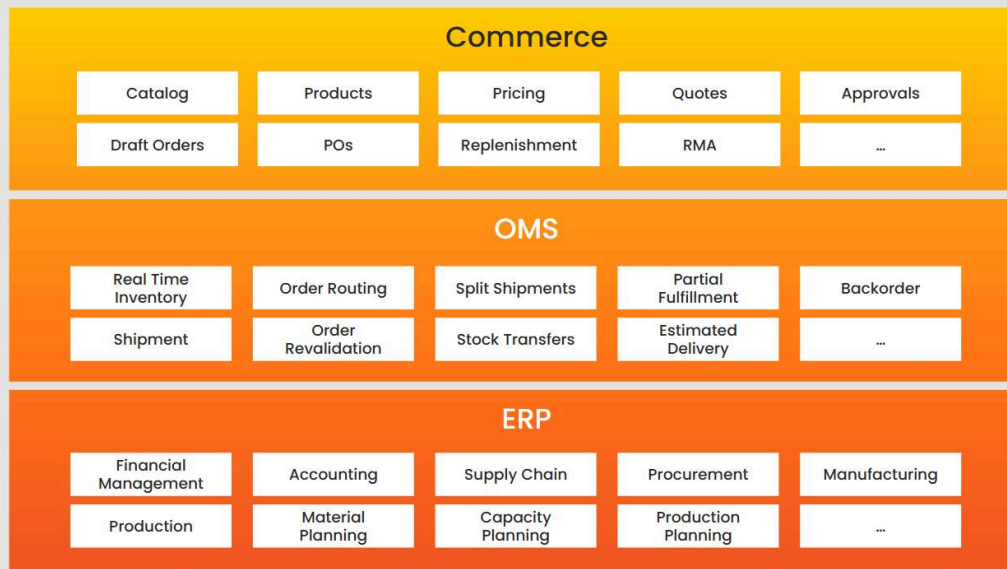 Commerce
Catalog
Products
Pricing
Quotes
Approvals
Draft Orders
POs
Replenishment
RMA
...
OMS
Real Time
Inventory
Order Routing
Split Shipments
Partial
Fulfillment
Backorder
Shipment
Order
Revalidation
Stock Transfers
Estimated
Delivery
...
ERP
Financial
Management
Accounting
Supply Chain
Procurement
Manufacturing
Production
Material
Planning
Capacity
Planning
Production
Planning
...